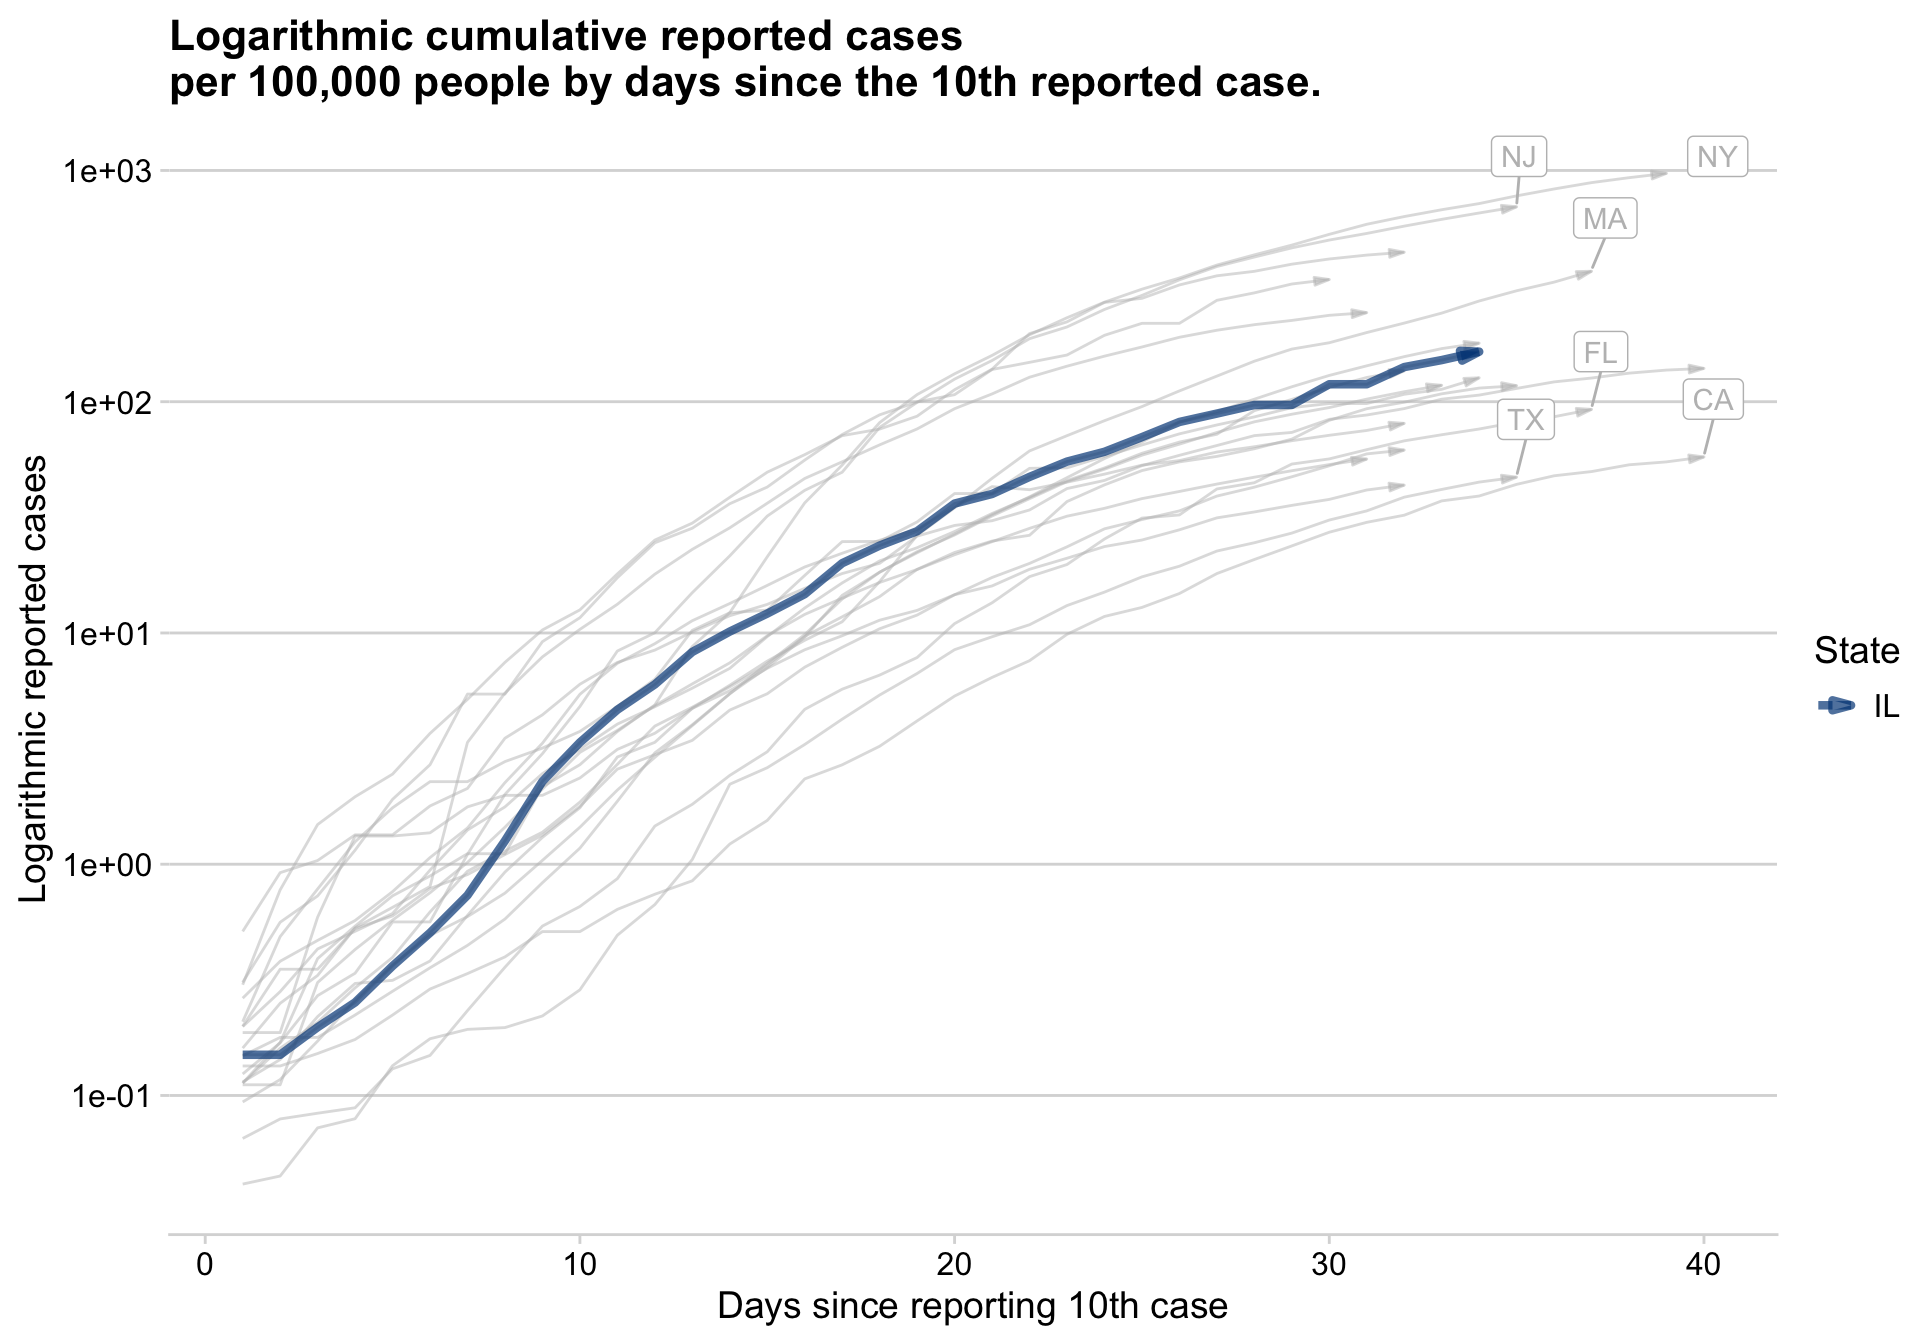 Logarithmic cumulative reported cases
per 100,000 people by days since the 10th reported case.
1e+03
1e+02
1e+01
1e+00
1e-01
Logarithmic reported cases
NJ
NY
MA
FL
CA
TX
State
IL
0
10
20
30
40
Days since reporting 10th case